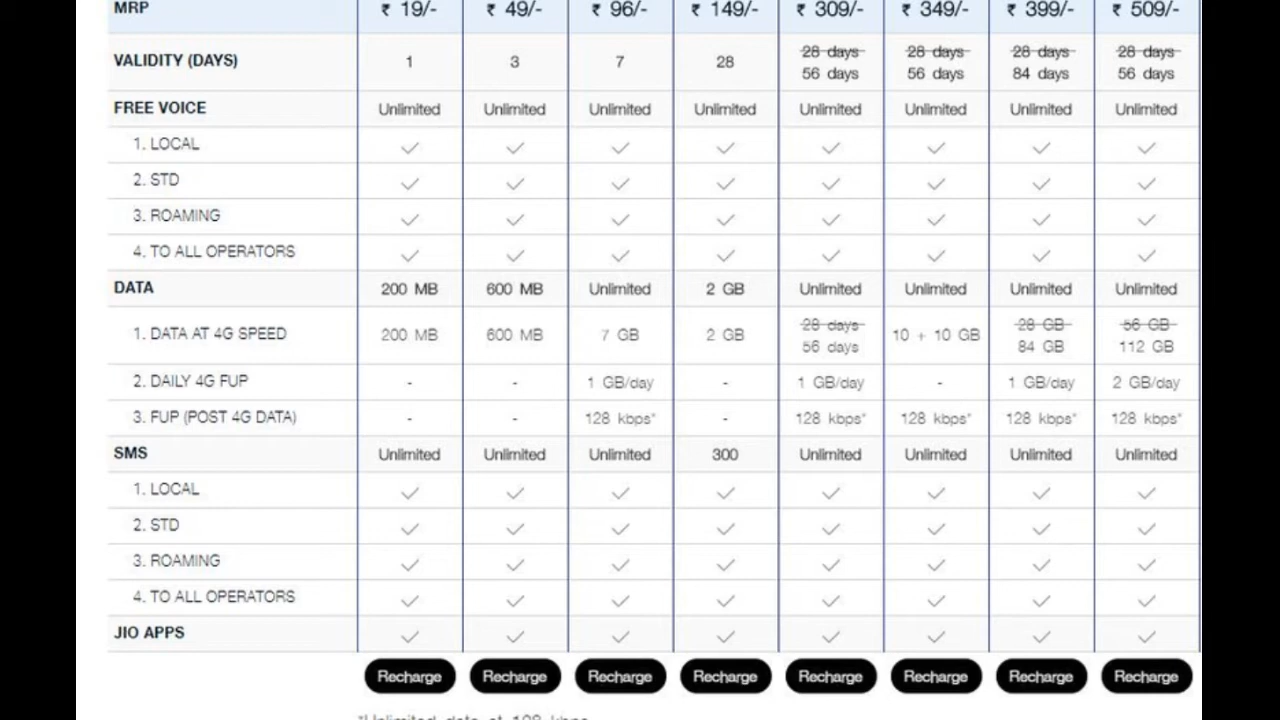 MRP ₹ 19/- ₹ 49/- ₹ 96/- ₹ 149/- ₹ 309/- ₹ 349/- ₹ 399/- ₹ 509/-
28 days 28 days 28 days 28 days
VALIDITY (DAYS) 1 3 7 28 56 days 56 days 84 days 56 days
FREE VOICE Unlimited Unlimited Unlimited Unlimited Unlimited Unlimited Unlimited Unlimited
1. LOCAL ✓ ✓ ✓ ✓ ✓ ✓ ✓ ✓
2. STD ✓ ✓ ✓ ✓ ✓ ✓ ✓ ✓
3. ROAMING ✓ ✓ ✓ ✓ ✓ ✓ ✓ ✓
4. TO ALL OPERATORS ✓ ✓ ✓ ✓ ✓ ✓ ✓ ✓
DATA 200 MB 600 MB Unlimited 2 GB Unlimited Unlimited Unlimited Unlimited
28 days 28 GB 56 GB
1. DATA AT 4G SPEED 200 MB 600 MB 7 GB 2 GB 56 days 10 + 10 GB 84 GB 112 GB
2. DAILY 4G FUP - - 1 GB/day - 1 GB/day - 1 GB/day 2 GB/day
3. FUP (POST 4G DATA) - - 128 kbps* - 128 kbps* 128 kbps* 128 kbps* 128 kbps*
SMS Unlimited Unlimited Unlimited 300 Unlimited Unlimited Unlimited Unlimited
1. LOCAL ✓ ✓ ✓ ✓ ✓ ✓ ✓ ✓
2. STD ✓ ✓ ✓ ✓ ✓ ✓ ✓ ✓
3. ROAMING ✓ ✓ ✓ ✓ ✓ ✓ ✓ ✓
4. TO ALL OPERATORS ✓ ✓ ✓ ✓ ✓ ✓ ✓ ✓
JIO APPS ✓ ✓ ✓ ✓ ✓ ✓ ✓ ✓
Recharge Recharge Recharge Recharge Recharge Recharge Recharge Recharge
*Unlimited data at 128 kbps